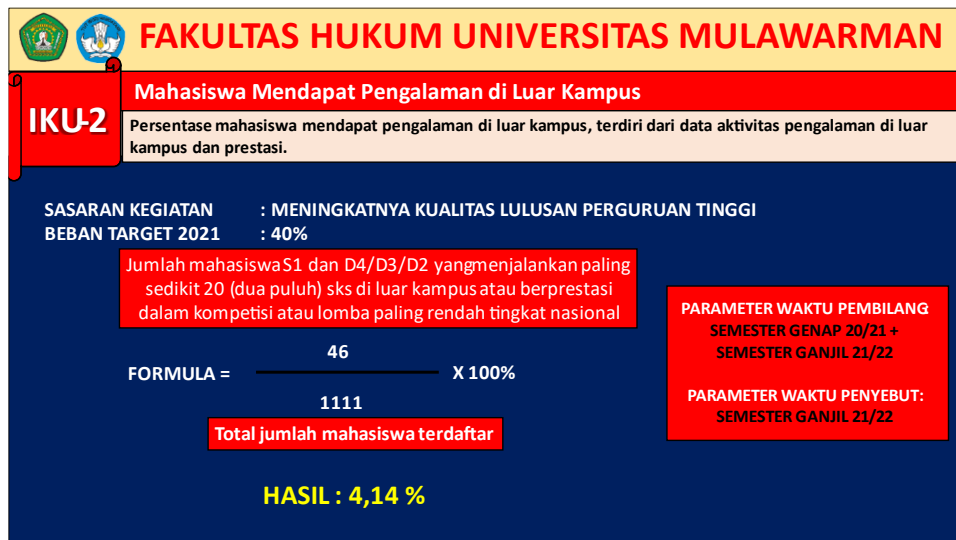 FAKULTAS HUKUM UNIVERSITAS MULAWARMAN
IKU-2
Mahasiswa Mendapat Pengalaman di Luar Kampus
Persentase mahasiswa mendapat pengalaman di luar kampus, terdiri dari data aktivitas pengalaman di luar
kampus dan prestasi.
SASARAN KEGIATAN : MENINGKATNYA KUALITAS LULUSAN PERGURUAN TINGGI
BEBAN TARGET 2021 : 40%
Jumlah mahasiswa S1 dan D4/D3/D2 yangmenjalankan paling
sedikit 20 (dua puluh) sks di luar kampus atau berprestasi
dalam kompetisi atau lomba paling rendah tingkat nasional
46
FORMULA = X 100%
1111
Total jumlah mahasiswa terdaftar
HASIL : 4,14 %
PARAMETER WAKTU PEMBILANG:
SEMESTER GENAP 20/21 +
SEMESTER GANJIL 21/22
PARAMETER WAKTU PENYEBUT:
SEMESTER GANJIL 21/22